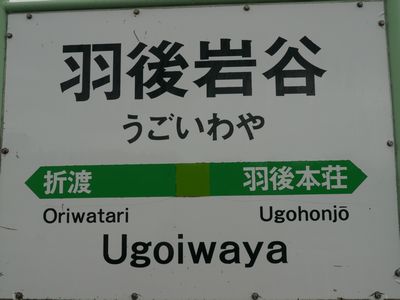 羽後岩谷
うごいわや
折渡 羽後本荘
Oriwatari Ugohonjō
Ugoiwaya